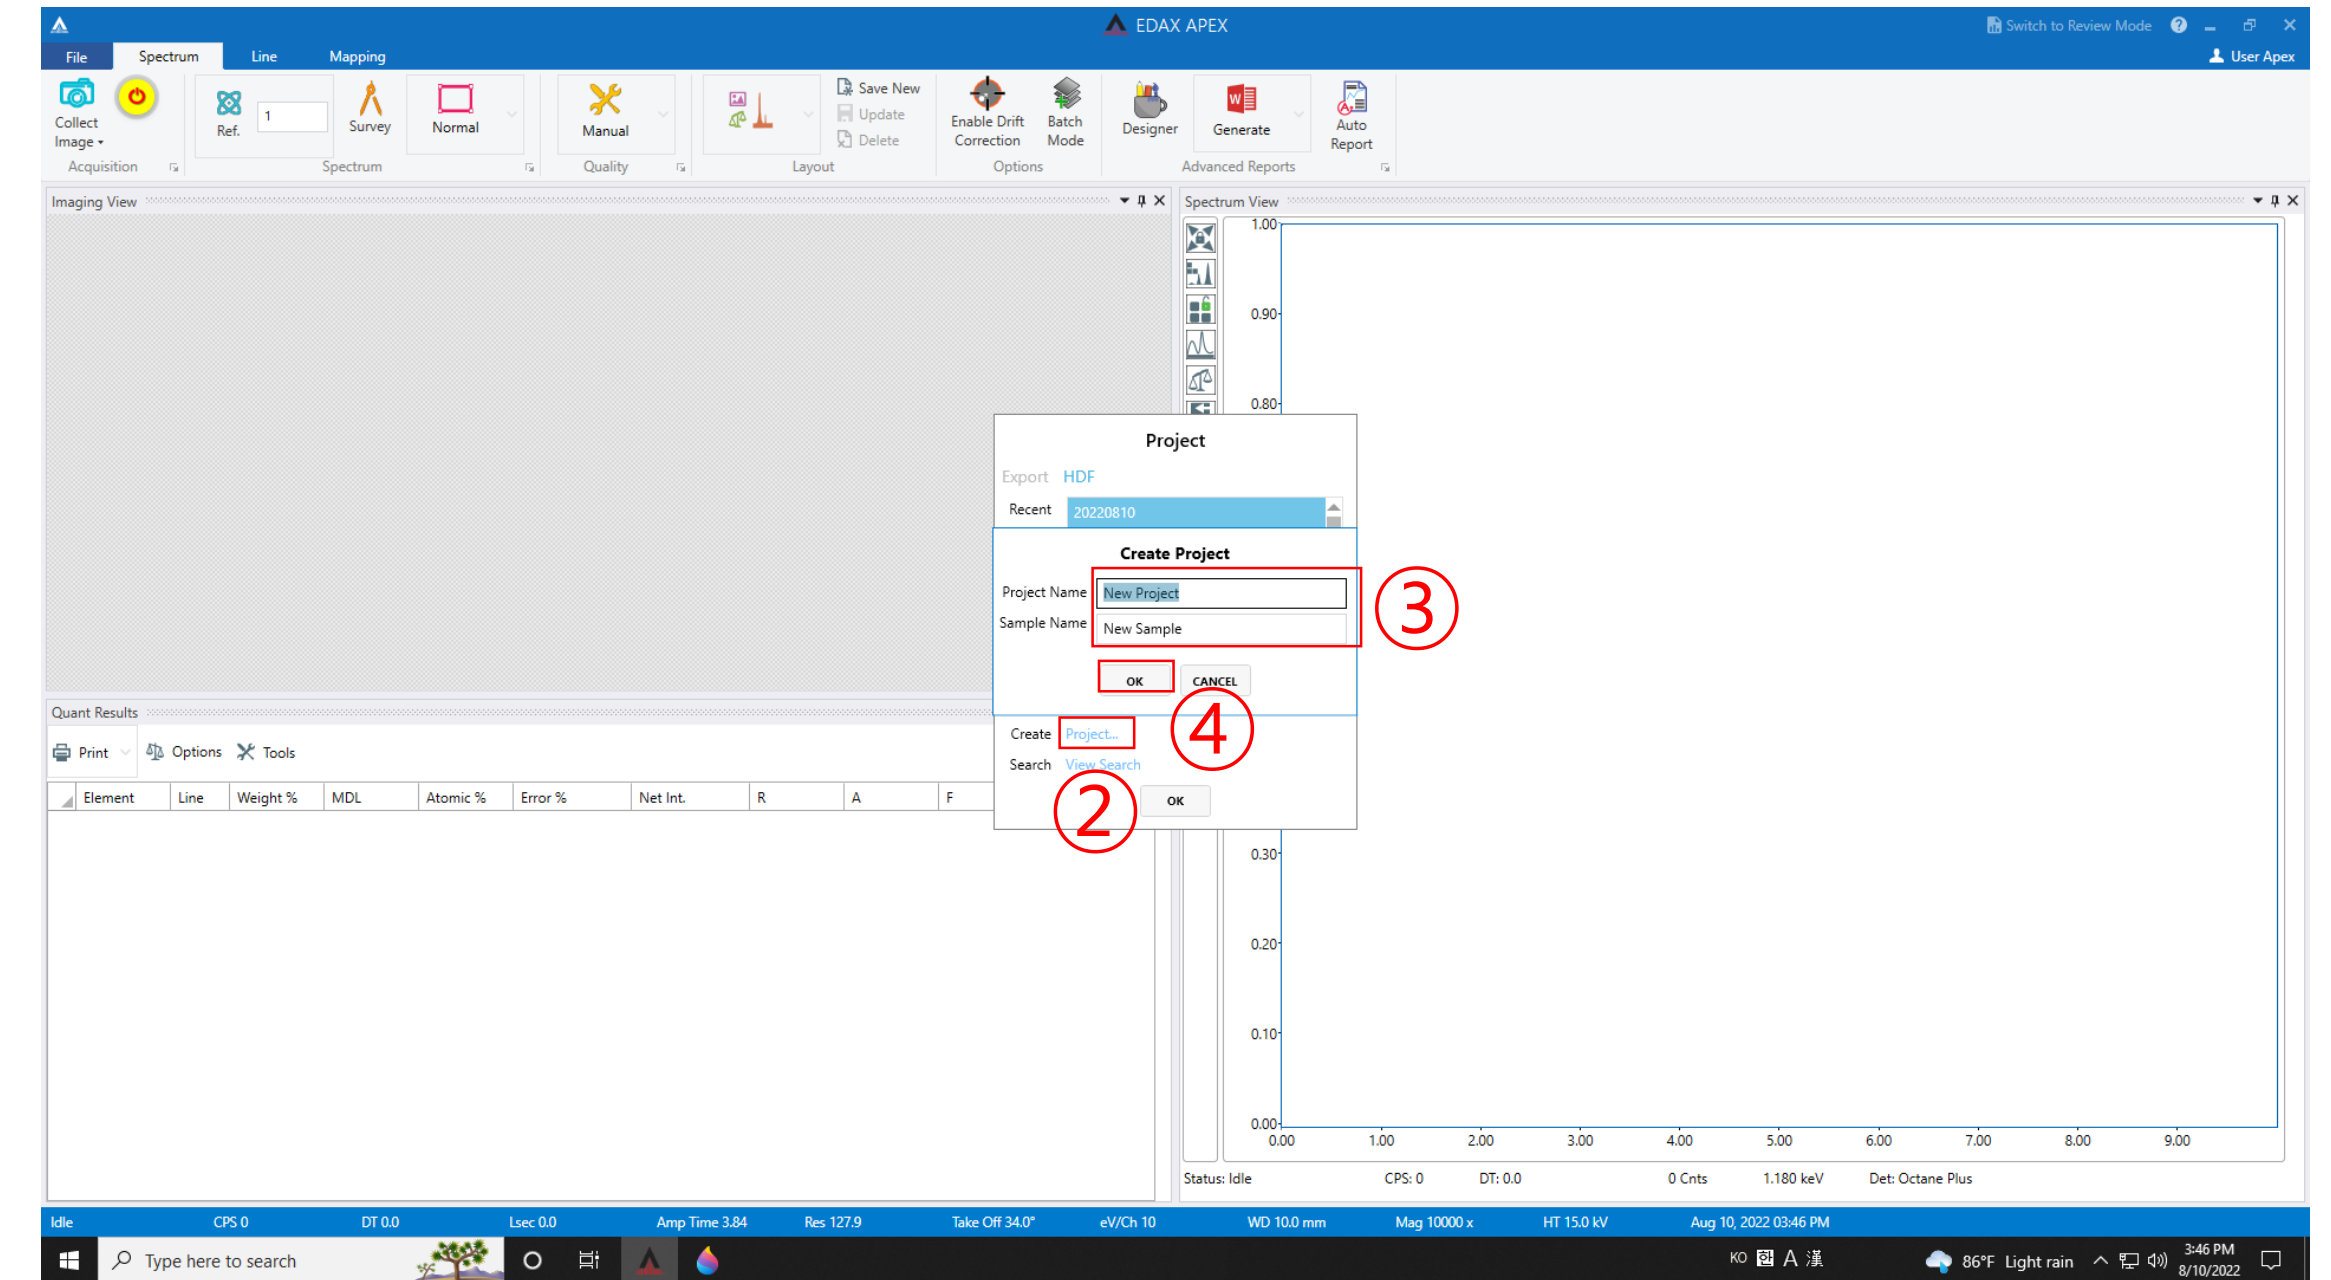 EDAX APEX
Switch to Review Mode
File Spectrum Line Mapping
User Apex
Collect Image
Ref. 1
Survey
Normal
Manual
Save New
Update
Delete
Enable Drift Correction
Batch Mode
Designer
W
Generate
Auto Report
Acquisition Spectrum Quality Layout Options Advanced Reports
Imaging View
Spectrum View
1.00
0.90
0.80
Project
Export HDF
Recent 20220810
Create Project
Project Name New Project
Sample Name New Sample
③
OK CANCEL
④
Create Project...
Search View Search
②
OK
Quant Results
Print Options Tools
Element Line Weight % MDL Atomic % Error % Net Int. R A F
0.30
0.20
0.10
0.00
0.00 1.00 2.00 3.00 4.00 5.00 6.00 7.00 8.00 9.00
Status: Idle CPS: 0 DT: 0.0 0 Cnts 1.180 keV Det: Octane Plus
Idle CPS 0 DT 0.0 Lsec 0.0 Amp Time 3.84 Res 127.9 Take Off 34.0° eV/Ch 10 WD 10.0 mm Mag 10000 x HT 15.0 kV Aug 10, 2022 03:46 PM
Type here to search
KO 한 A 漢
86°F Light rain
3:46 PM
8/10/2022